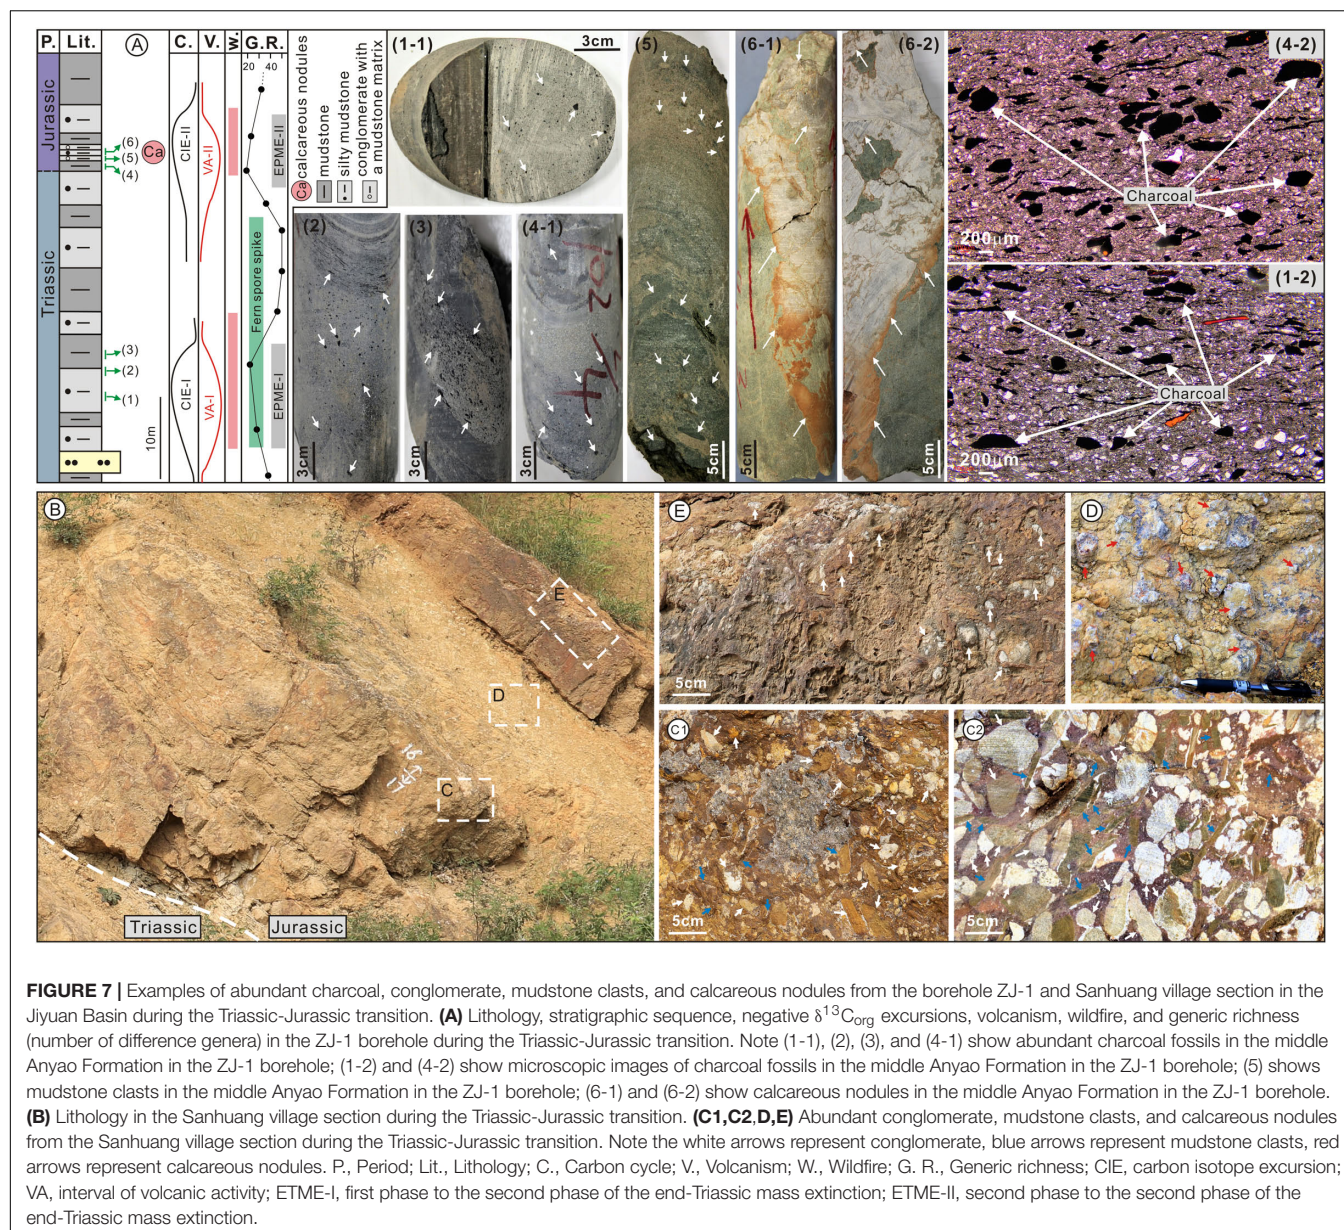 P. Lit. A C. V. W. G.R.
20 40
Jurassic
Triassic
(6)
(5)
(4)
(3)
(2)
(1)
Ca
10m
CIE-II
CIE-I
VA-II
VA-I
Fern spore spike
EPME-II
EPME-I
Ca calcareous nodules
mudstone
silty mudstone
conglomerate with
a mudstone matrix
(1-1) 3cm
(2) 3cm
(3) 3cm
(4-1) 3cm
102 3/4
(5) 5cm
(6-1) 5cm
(6-2) 5cm
(4-2)
Charcoal
200μm
(1-2)
Charcoal
200μm
B
E
D
C
Triassic Jurassic
E
5cm
D
C1
5cm
C2
5cm
FIGURE 7 | Examples of abundant charcoal, conglomerate, mudstone clasts, and calcareous nodules from the borehole ZJ-1 and Sanhuang village section in the
Jiyuan Basin during the Triassic-Jurassic transition. (A) Lithology, stratigraphic sequence, negative δ¹³Corg excursions, volcanism, wildfire, and generic richness
(number of difference genera) in the ZJ-1 borehole during the Triassic-Jurassic transition. Note (1-1), (2), (3), and (4-1) show abundant charcoal fossils in the middle
Anyao Formation in the ZJ-1 borehole; (1-2) and (4-2) show microscopic images of charcoal fossils in the middle Anyao Formation in the ZJ-1 borehole; (5) shows
mudstone clasts in the middle Anyao Formation in the ZJ-1 borehole; (6-1) and (6-2) show calcareous nodules in the middle Anyao Formation in the ZJ-1 borehole.
(B) Lithology in the Sanhuang village section during the Triassic-Jurassic transition. (C1,C2,D,E) Abundant conglomerate, mudstone clasts, and calcareous nodules
from the Sanhuang village section during the Triassic-Jurassic transition. Note the white arrows represent conglomerate, blue arrows represent mudstone clasts, red
arrows represent calcareous nodules. P., Period; Lit., Lithology; C., Carbon cycle; V., Volcanism; W., Wildfire; G. R., Generic richness; CIE, carbon isotope excursion;
VA, interval of volcanic activity; ETME-I, first phase to the second phase of the end-Triassic mass extinction; ETME-II, second phase to the second phase of the
end-Triassic mass extinction.